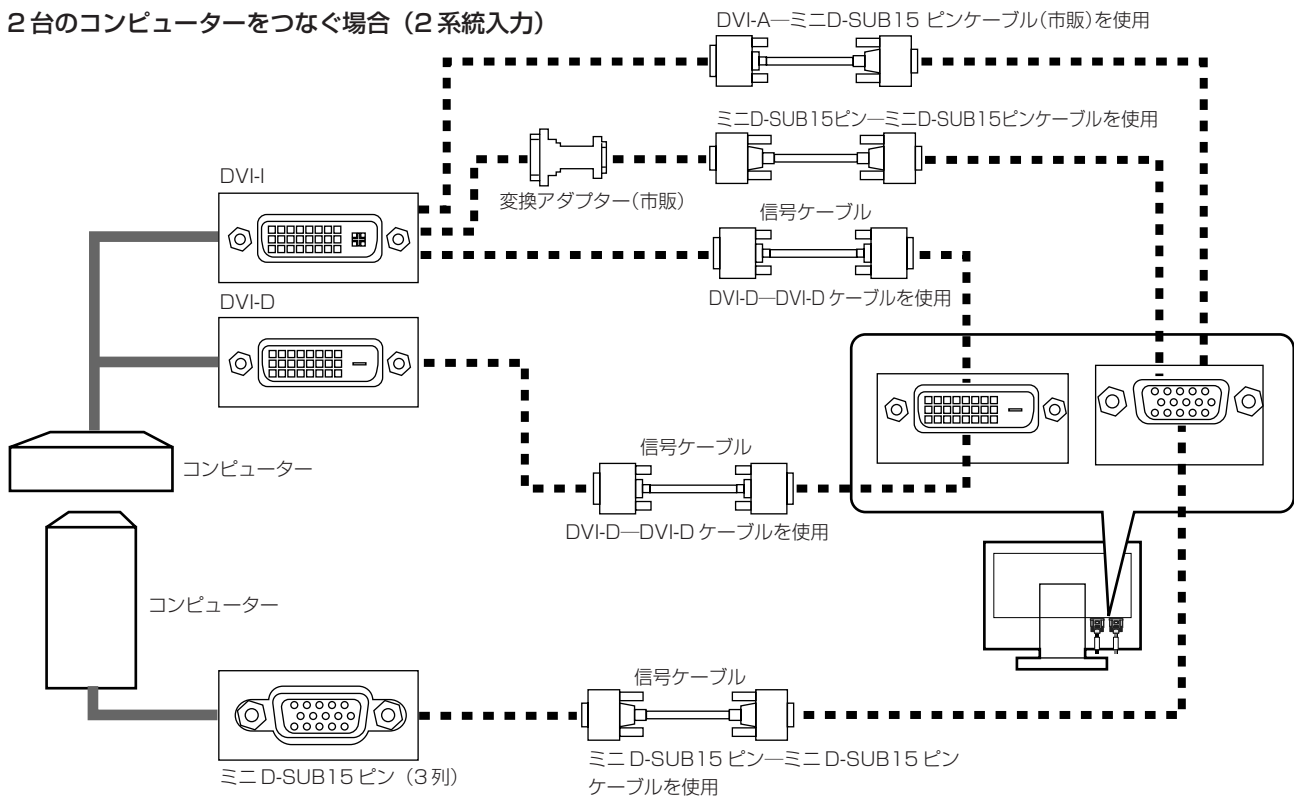 2台のコンピューターをつなぐ場合（2系統入力）
DVI-A―ミニD-SUB15 ピンケーブル（市販）を使用
ミニD-SUB15ピン―ミニD-SUB15ピンケーブルを使用
DVI-I
変換アダプター（市販）
信号ケーブル
DVI-D―DVI-D ケーブルを使用
DVI-D
コンピューター
信号ケーブル
DVI-D―DVI-D ケーブルを使用
コンピューター
信号ケーブル
ミニ D-SUB15 ピン（3列）
ミニ D-SUB15 ピン―ミニ D-SUB15 ピン
ケーブルを使用